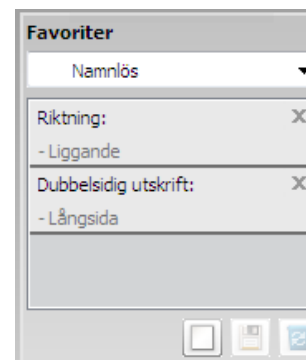 Favoriter
Namnlös
Riktning:
- Liggande
Dubbelsidig utskrift:
- Långsida